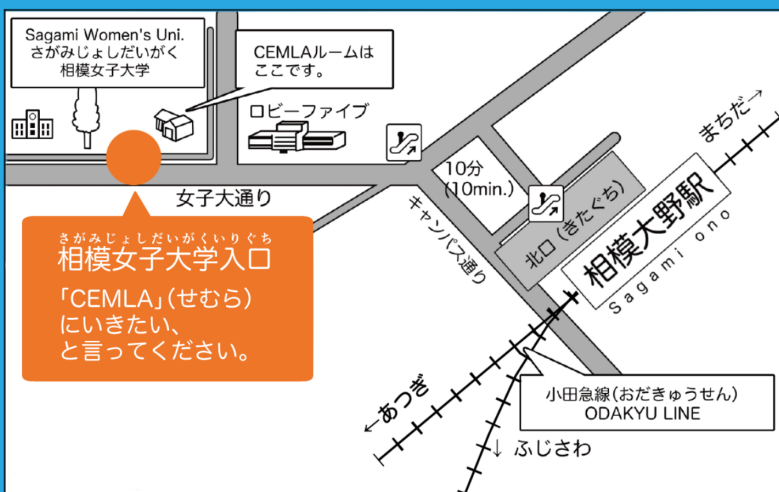 Sagami Women's Uni.
さがみじょしだいがく
相模女子大学
CEMLAルームは
ここです。
ロビーファイブ
まちだ→
10分
(10min.)
女子大通り
キャンパス通り
北口(きたぐち)
相模大野駅
Sagami ono
さがみじょしだいがくいりぐち
相模女子大学入口
「CEMLA」(せむら)
にいきたい、
と言ってください。
小田急線(おだきゅうせん)
ODAKYU LINE
←あつぎ
↓ ふじさわ